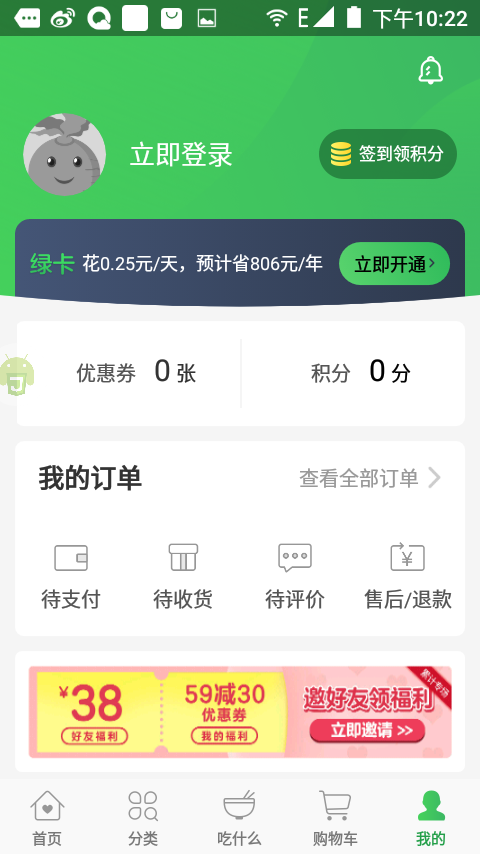 下午10:22
立即登录
签到领积分
绿卡 花0.25元/天，预计省806元/年 立即开通
优惠券 0 张 积分 0 分
我的订单 查看全部订单
待支付 待收货 待评价 售后/退款
累计专场
¥38 59减30 邀好友领福利
优惠券
好友福利 我的福利 立即邀请 >>
首页 分类 吃什么 购物车 我的